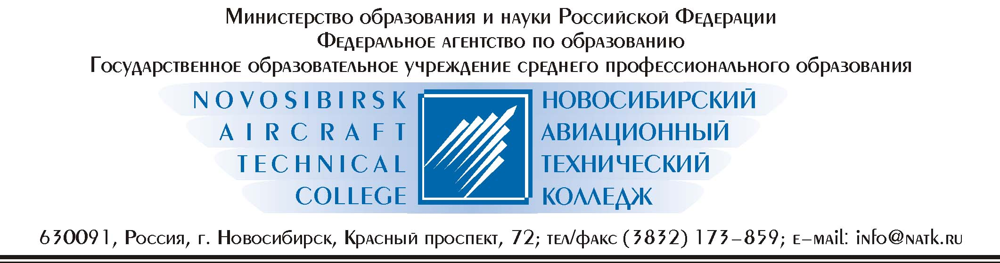 Министерство образования и науки Российской Федерации
Федеральное агентство по образованию
Государственное образовательное учреждение среднего профессионального образования
NOVOSIBIRSK
AIRCRAFT
TECHNICAL
COLLEGE
НОВОСИБИРСКИЙ
АВИАЦИОННЫЙ
ТЕХНИЧЕСКИЙ
КОЛЛЕДЖ
630091, Россия, г. Новосибирск, Красный проспект, 72; тел/факс (3832) 173-859; e-mail: info@natk.ru